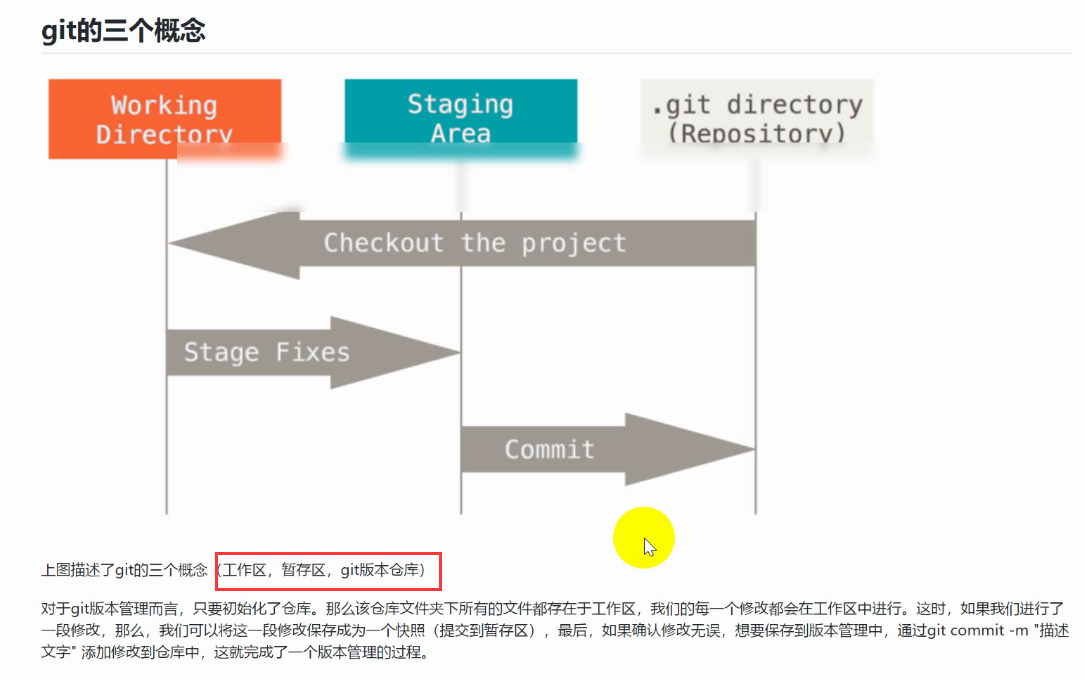 git的三个概念
Working
Directory
Staging
Area
.git directory
(Repository)
Checkout the project
Stage Fixes
Commit
上图描述了git的三个概念（工作区，暂存区，git版本仓库）
对于git版本管理而言，只要初始化了仓库。那么该仓库文件夹下所有的文件都存在于工作区，我们的每一个修改都会在工作区中进行。这时，如果我们进行了
一段修改，那么，我们可以将这一段修改保存成为一个快照（提交到暂存区），最后，如果确认修改无误，想要保存到版本管理中，通过git commit -m "描述
文字" 添加修改到仓库中，这就完成了一个版本管理的过程。